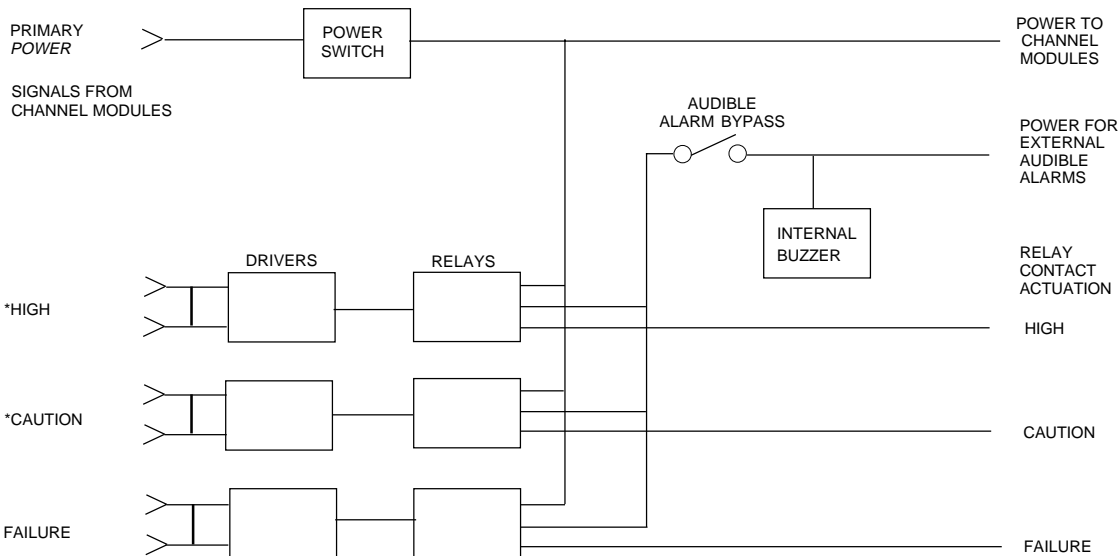 PRIMARY
POWER
POWER
SWITCH
POWER TO
CHANNEL
MODULES
SIGNALS FROM
CHANNEL MODULES
AUDIBLE
ALARM BYPASS
POWER FOR
EXTERNAL
AUDIBLE
ALARMS
INTERNAL
BUZZER
DRIVERS
RELAYS
RELAY
CONTACT
ACTUATION
*HIGH
HIGH
*CAUTION
CAUTION
FAILURE
FAILURE